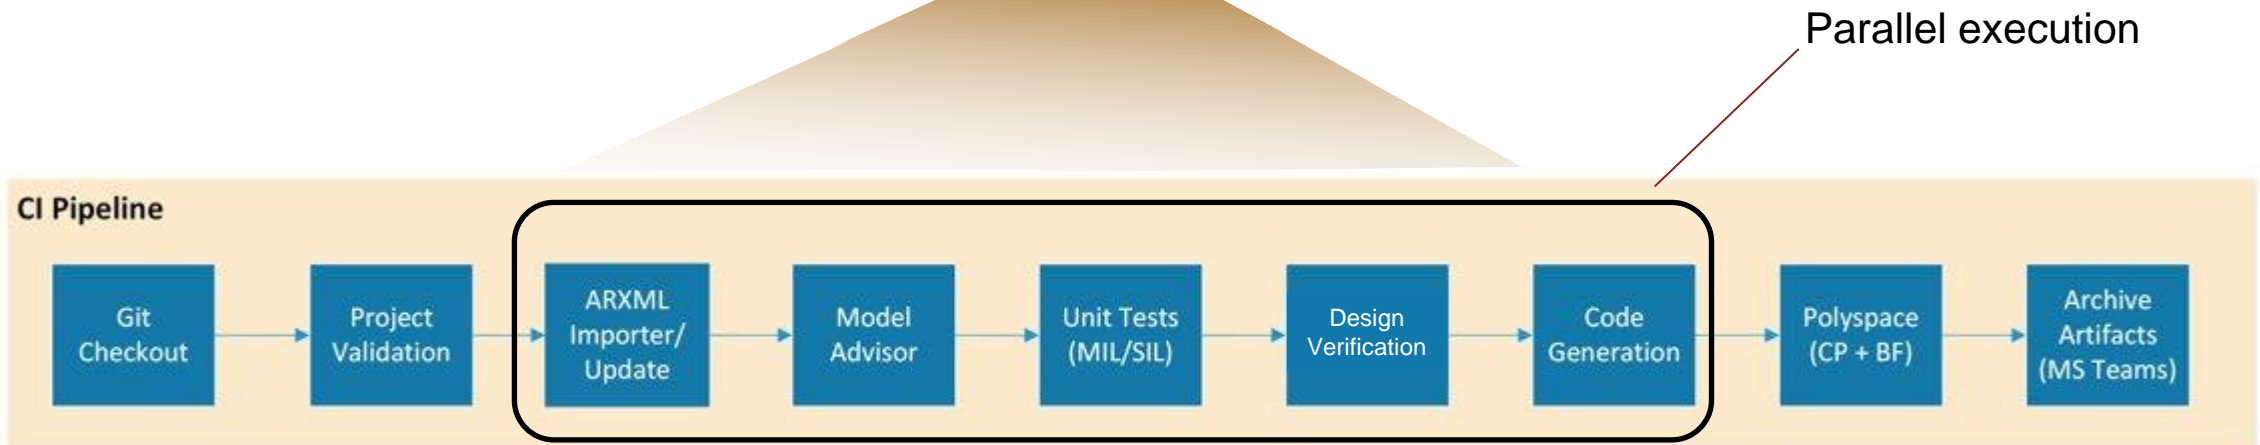 Parallel execution
CI Pipeline
Git
Checkout
Project
Validation
ARXML
Importer/
Update
Model
Advisor
Unit Tests
(MIL/SIL)
Design
Verification
Code
Generation
Polyspace
(CP + BF)
Archive
Artifacts
(MS Teams)